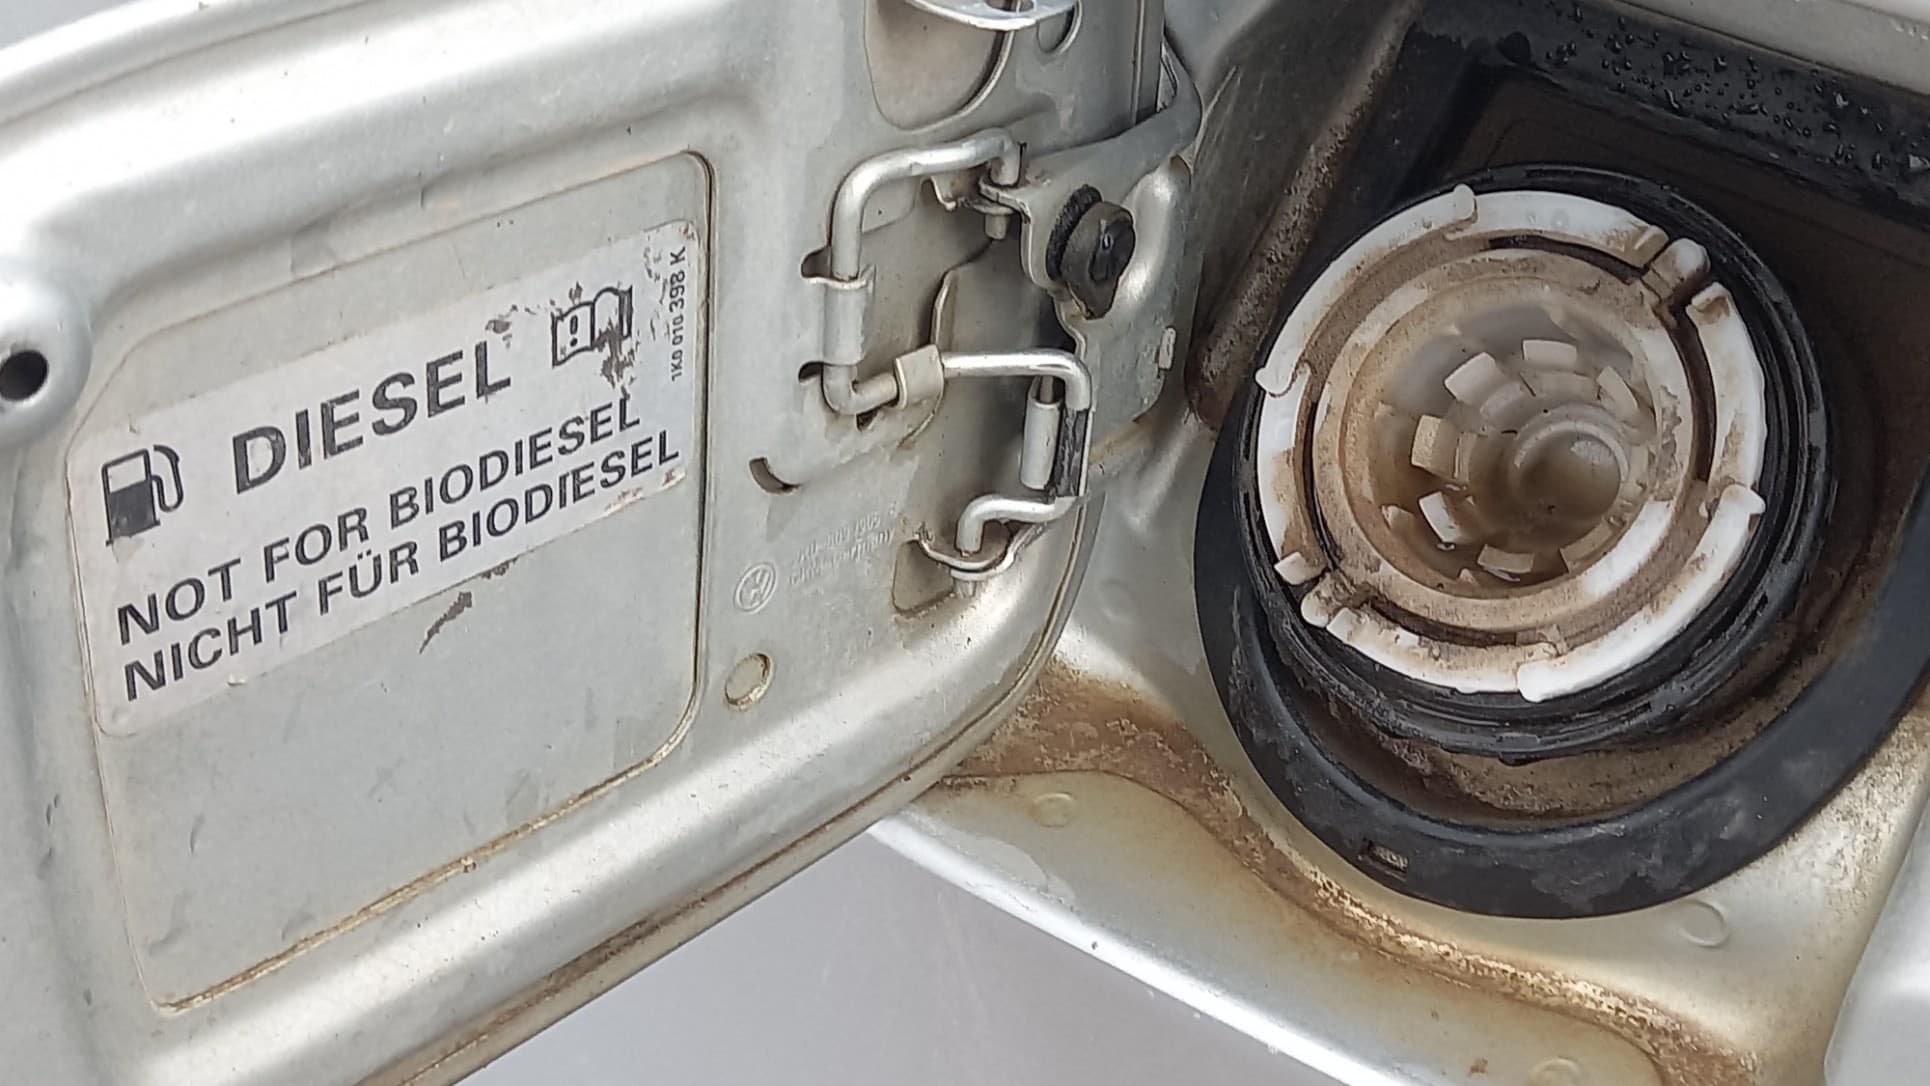 DIESEL
NOT FOR BIODIESEL
NICHT FÜR BIODIESEL
1K0 010 398 K